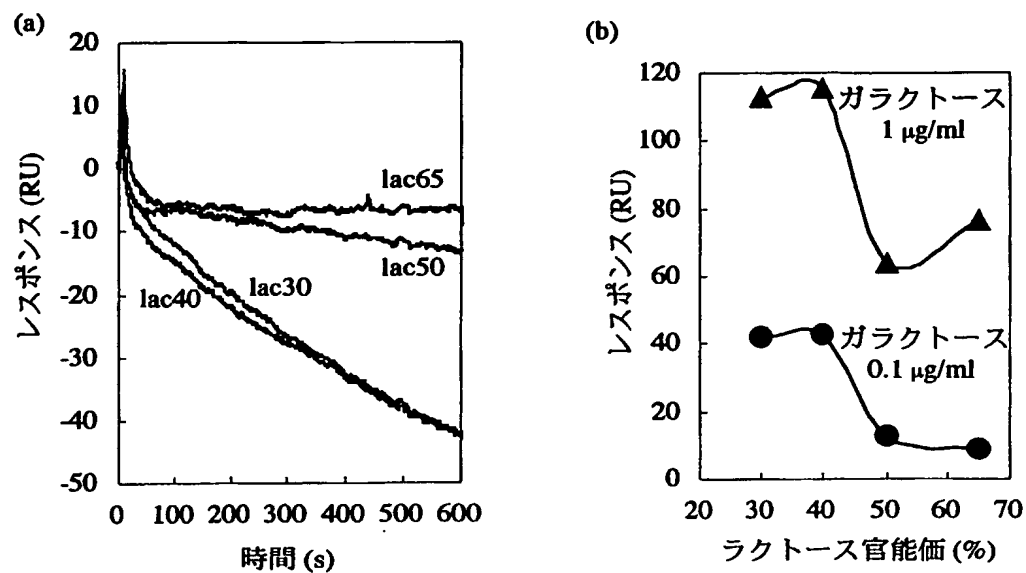 (a)
20
10
0
-10
-20
-30
-40
-50
レスポンス (RU)
lac65
lac50
lac30
lac40
0 100 200 300 400 500 600
時間 (s)
(b)
120
100
80
60
40
20
0
レスポンス (RU)
ガラクトース
1 μg/ml
ガラクトース
0.1 μg/ml
20 30 40 50 60 70
ラクトース官能価 (%)